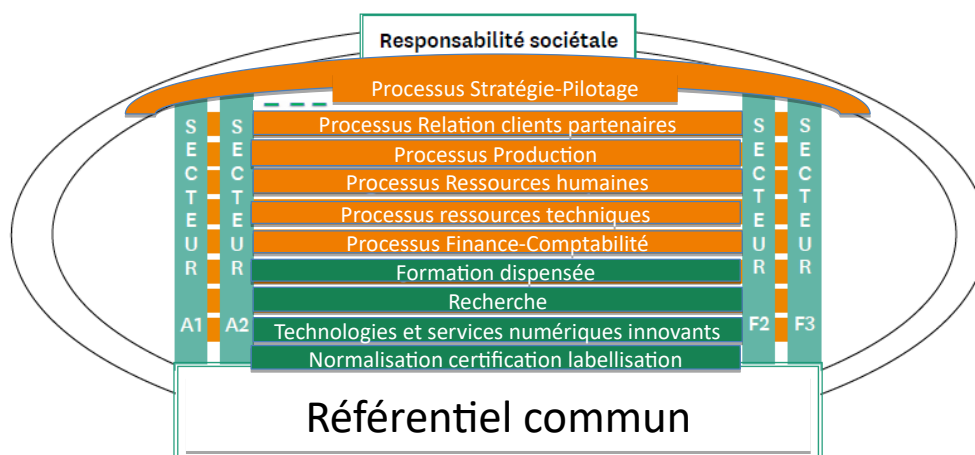 Responsabilité sociétale
Processus Stratégie-Pilotage
Processus Relation clients partenaires
Processus Production
Processus Ressources humaines
Processus ressources techniques
Processus Finance-Comptabilité
Formation dispensée
Recherche
Technologies et services numériques innovants
Normalisation certification labellisation
SECTEUR A1
SECTEUR A2
SECTEUR F2
SECTEUR F3
Référentiel commun